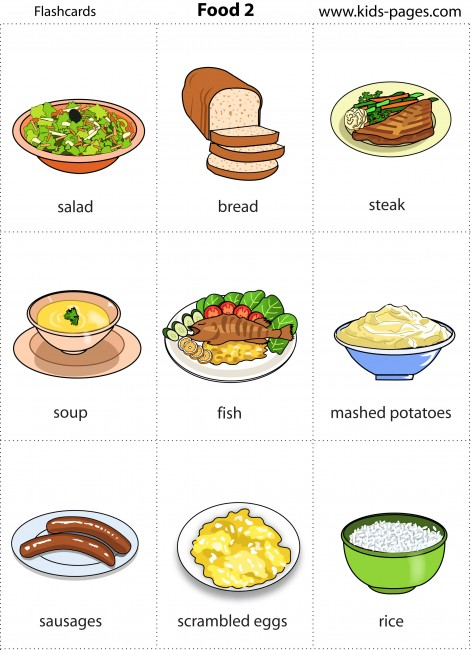 Flashcards Food 2 www.kids-pages.com
salad bread steak
soup fish mashed potatoes
sausages scrambled eggs rice